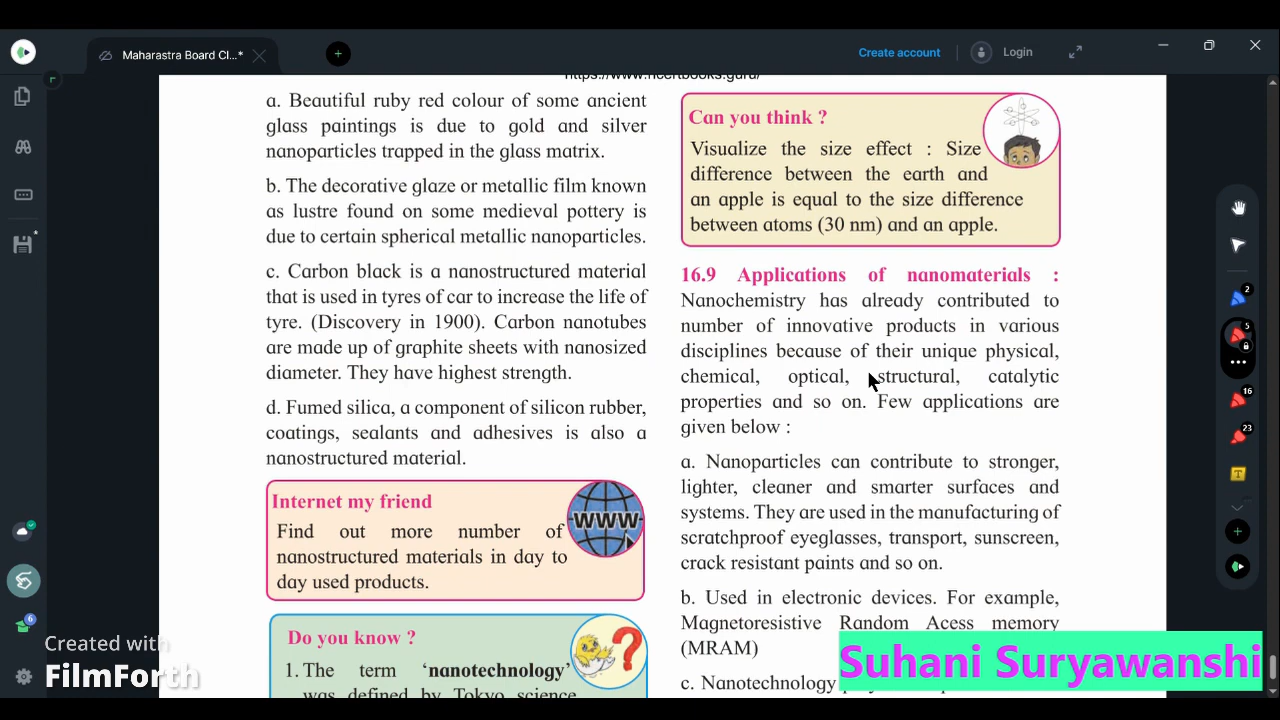 Maharastra Board Cl...*
Create account
Login
https://www.ncertbooks.guru/
a. Beautiful ruby red colour of some ancient
glass paintings is due to gold and silver
nanoparticles trapped in the glass matrix.
b. The decorative glaze or metallic film known
as lustre found on some medieval pottery is
due to certain spherical metallic nanoparticles.
c. Carbon black is a nanostructured material
that is used in tyres of car to increase the life of
tyre. (Discovery in 1900). Carbon nanotubes
are made up of graphite sheets with nanosized
diameter. They have highest strength.
d. Fumed silica, a component of silicon rubber,
coatings, sealants and adhesives is also a
nanostructured material.
Internet my friend
Find out more number of
nanostructured materials in day to
day used products.
WWW
Do you know ?
1. The term ‘nanotechnology’
was defined by Tokyo science
Can you think ?
Visualize the size effect : Size
difference between the earth and
an apple is equal to the size difference
between atoms (30 nm) and an apple.
16.9 Applications of nanomaterials :
Nanochemistry has already contributed to
number of innovative products in various
disciplines because of their unique physical,
chemical, optical, structural, catalytic
properties and so on. Few applications are
given below :
a. Nanoparticles can contribute to stronger,
lighter, cleaner and smarter surfaces and
systems. They are used in the manufacturing of
scratchproof eyeglasses, transport, sunscreen,
crack resistant paints and so on.
b. Used in electronic devices. For example,
Magnetoresistive Random Acess memory
(MRAM)
c. Nanotechnology
2
5
16
23
T
6
Created with
FilmForth
Suhani Suryawanshi